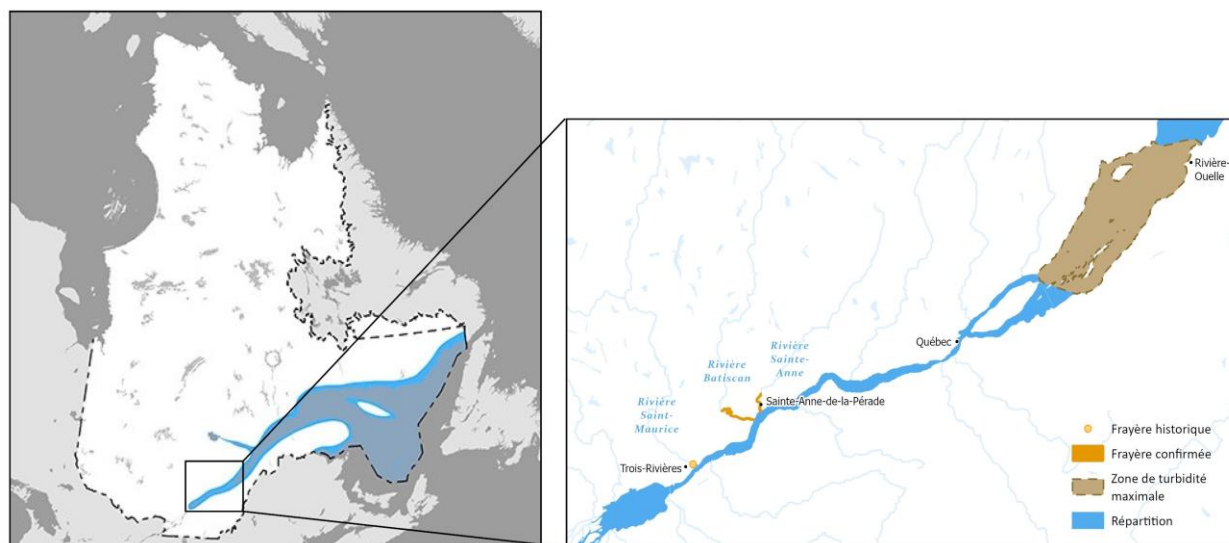 Rivière-
Ouelle
Québec
Rivière
Sainte-
Anne
Rivière
Batiscan
Sainte-Anne-de-la-Pérade
Rivière
Saint-
Maurice
Trois-Rivières
Frayère historique
Frayère confirmée
Zone de turbidité
maximale
Répartition